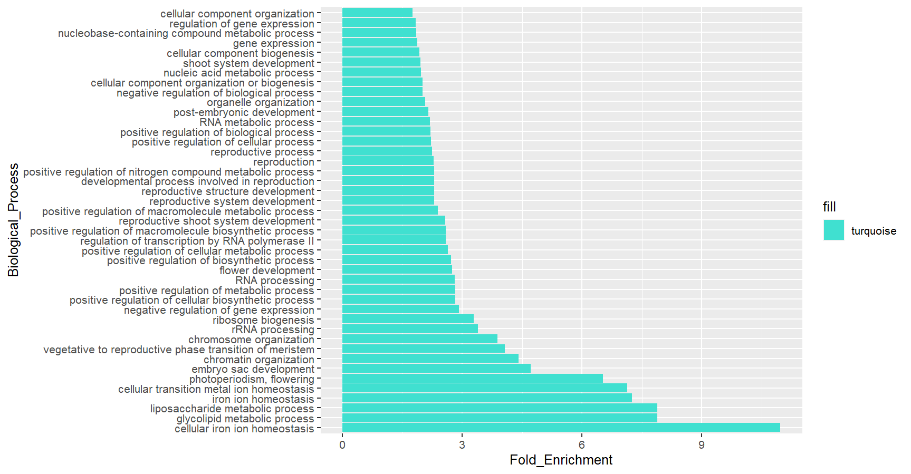 cellular component organization
regulation of gene expression
nucleobase-containing compound metabolic process
gene expression
cellular component biogenesis
shoot system development
nucleic acid metabolic process
cellular component organization or biogenesis
negative regulation of biological process
organelle organization
post-embryonic development
RNA metabolic process
positive regulation of biological process
positive regulation of cellular process
reproductive process
reproduction
positive regulation of nitrogen compound metabolic process
developmental process involved in reproduction
reproductive structure development
reproductive system development
positive regulation of macromolecule metabolic process
reproductive shoot system development
positive regulation of macromolecule biosynthetic process
regulation of transcription by RNA polymerase II
positive regulation of cellular metabolic process
positive regulation of biosynthetic process
flower development
RNA processing
positive regulation of metabolic process
positive regulation of cellular biosynthetic process
negative regulation of gene expression
ribosome biogenesis
rRNA processing
chromosome organization
vegetative to reproductive phase transition of meristem
chromatin organization
embryo sac development
photoperiodism, flowering
cellular transition metal ion homeostasis
iron ion homeostasis
liposaccharide metabolic process
glycolipid metabolic process
cellular iron ion homeostasis
Biological_Process
0 3 6 9
Fold_Enrichment
fill
turquoise